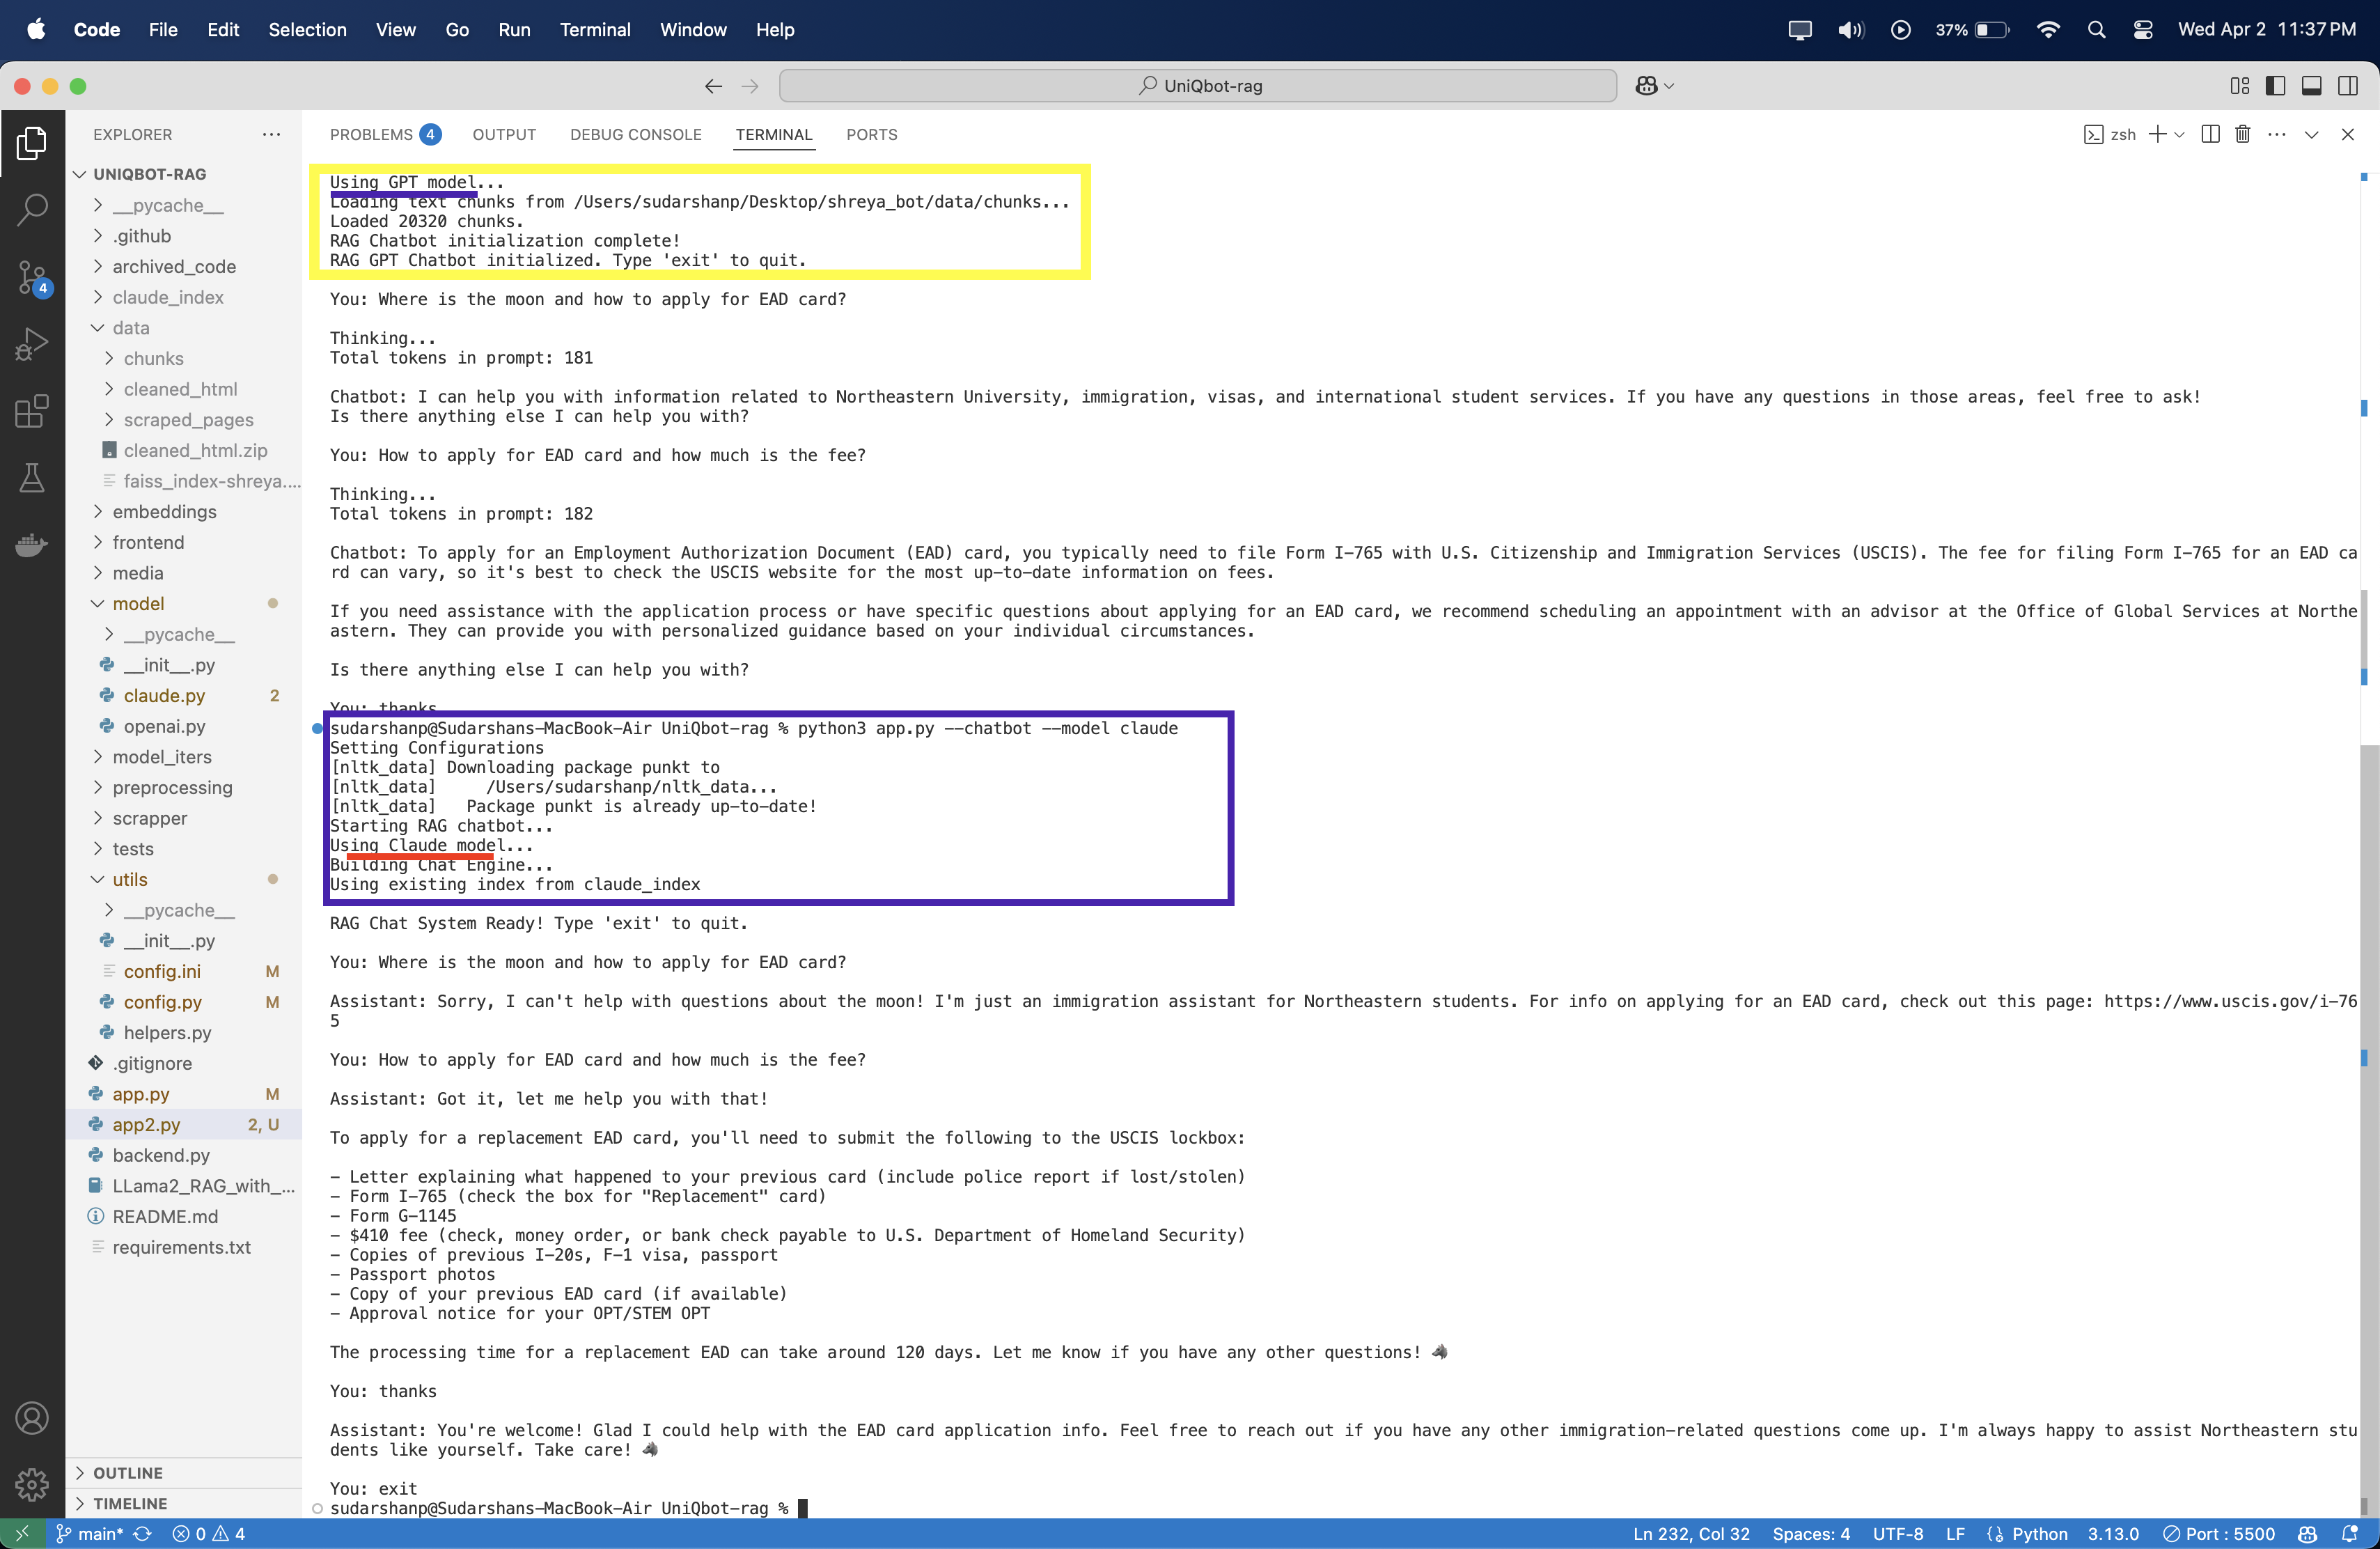 Code File Edit Selection View Go Run Terminal Window Help 37% Wed Apr 2 11:37 PM
UniQbot-rag
EXPLORER
UNIQBOT-RAG
__pycache__
.github
archived_code
claude_index
data
chunks
cleaned_html
scraped_pages
cleaned_html.zip
faiss_index-shreya....
embeddings
frontend
media
model
__pycache__
__init__.py
claude.py 2
openai.py
model_iters
preprocessing
scrapper
tests
utils
__pycache__
__init__.py
config.ini M
config.py M
helpers.py
.gitignore
app.py M
app2.py 2, U
backend.py
LLama2_RAG_with_...
README.md
requirements.txt
OUTLINE
TIMELINE
4
PROBLEMS 4 OUTPUT DEBUG CONSOLE TERMINAL PORTS zsh
Using GPT model...
Loading text chunks from /Users/sudarshanp/Desktop/shreya_bot/data/chunks...
Loaded 20320 chunks.
RAG Chatbot initialization complete!
RAG GPT Chatbot initialized. Type 'exit' to quit.
You: Where is the moon and how to apply for EAD card?
Thinking...
Total tokens in prompt: 181
Chatbot: I can help you with information related to Northeastern University, immigration, visas, and international student services. If you have any questions in those areas, feel free to ask!
Is there anything else I can help you with?
You: How to apply for EAD card and how much is the fee?
Thinking...
Total tokens in prompt: 182
Chatbot: To apply for an Employment Authorization Document (EAD) card, you typically need to file Form I-765 with U.S. Citizenship and Immigration Services (USCIS). The fee for filing Form I-765 for an EAD ca
rd can vary, so it's best to check the USCIS website for the most up-to-date information on fees.
If you need assistance with the application process or have specific questions about applying for an EAD card, we recommend scheduling an appointment with an advisor at the Office of Global Services at Northe
astern. They can provide you with personalized guidance based on your individual circumstances.
Is there anything else I can help you with?
You: thanks
sudarshanp@Sudarshans-MacBook-Air UniQbot-rag % python3 app.py --chatbot --model claude
Setting Configurations
[nltk_data] Downloading package punkt to
[nltk_data]     /Users/sudarshanp/nltk_data...
[nltk_data]   Package punkt is already up-to-date!
Starting RAG chatbot...
Using Claude model...
Building Chat Engine...
Using existing index from claude_index
RAG Chat System Ready! Type 'exit' to quit.
You: Where is the moon and how to apply for EAD card?
Assistant: Sorry, I can't help with questions about the moon! I'm just an immigration assistant for Northeastern students. For info on applying for an EAD card, check out this page: https://www.uscis.gov/i-76
5
You: How to apply for EAD card and how much is the fee?
Assistant: Got it, let me help you with that!
To apply for a replacement EAD card, you'll need to submit the following to the USCIS lockbox:
- Letter explaining what happened to your previous card (include police report if lost/stolen)
- Form I-765 (check the box for "Replacement" card)
- Form G-1145
- $410 fee (check, money order, or bank check payable to U.S. Department of Homeland Security)
- Copies of previous I-20s, F-1 visa, passport
- Passport photos
- Copy of your previous EAD card (if available)
- Approval notice for your OPT/STEM OPT
The processing time for a replacement EAD can take around 120 days. Let me know if you have any other questions! 🐺
You: thanks
Assistant: You're welcome! Glad I could help with the EAD card application info. Feel free to reach out if you have any other immigration-related questions come up. I'm always happy to assist Northeastern stu
dents like yourself. Take care! 🐺
You: exit
sudarshanp@Sudarshans-MacBook-Air UniQbot-rag %
main* 0 4 Ln 232, Col 32 Spaces: 4 UTF-8 LF Python 3.13.0 Port : 5500